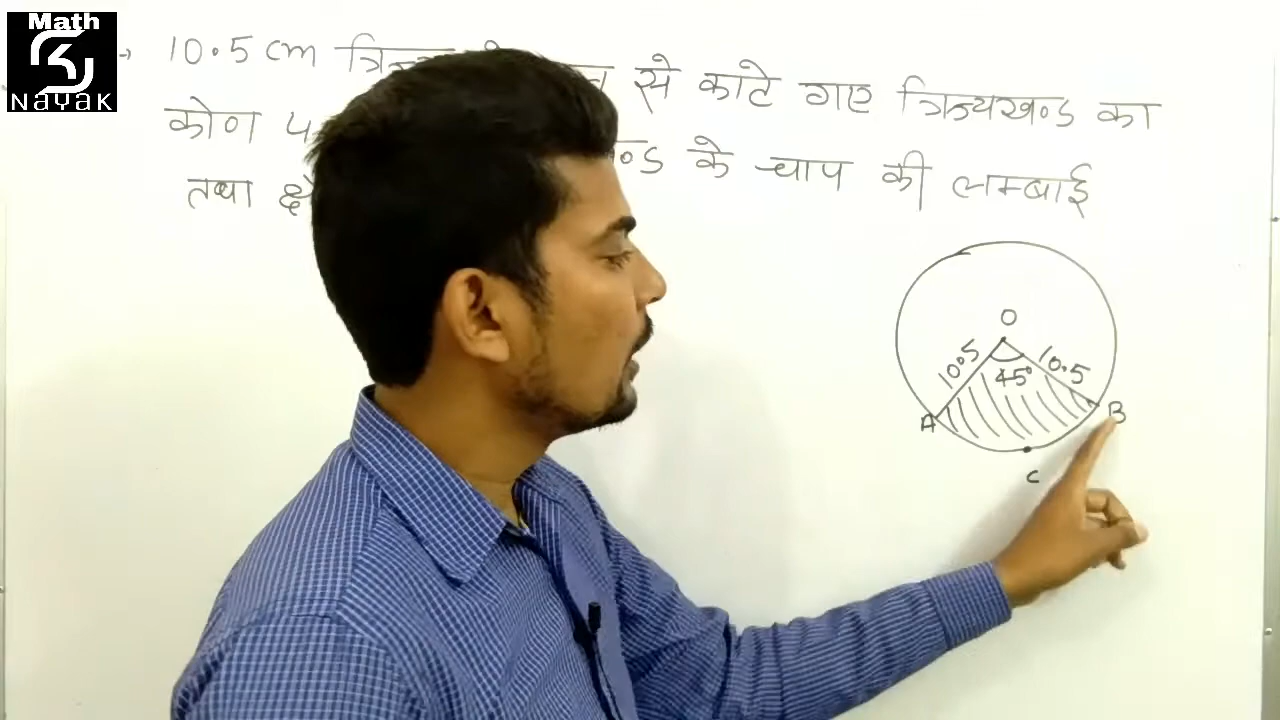 Math
NAYAK
10.5 cm से काटे गए त्रिज्यखण्ड का
कोण के चाप की लम्बाई
तथा
O
10.5
45°
10.5
A
B
C